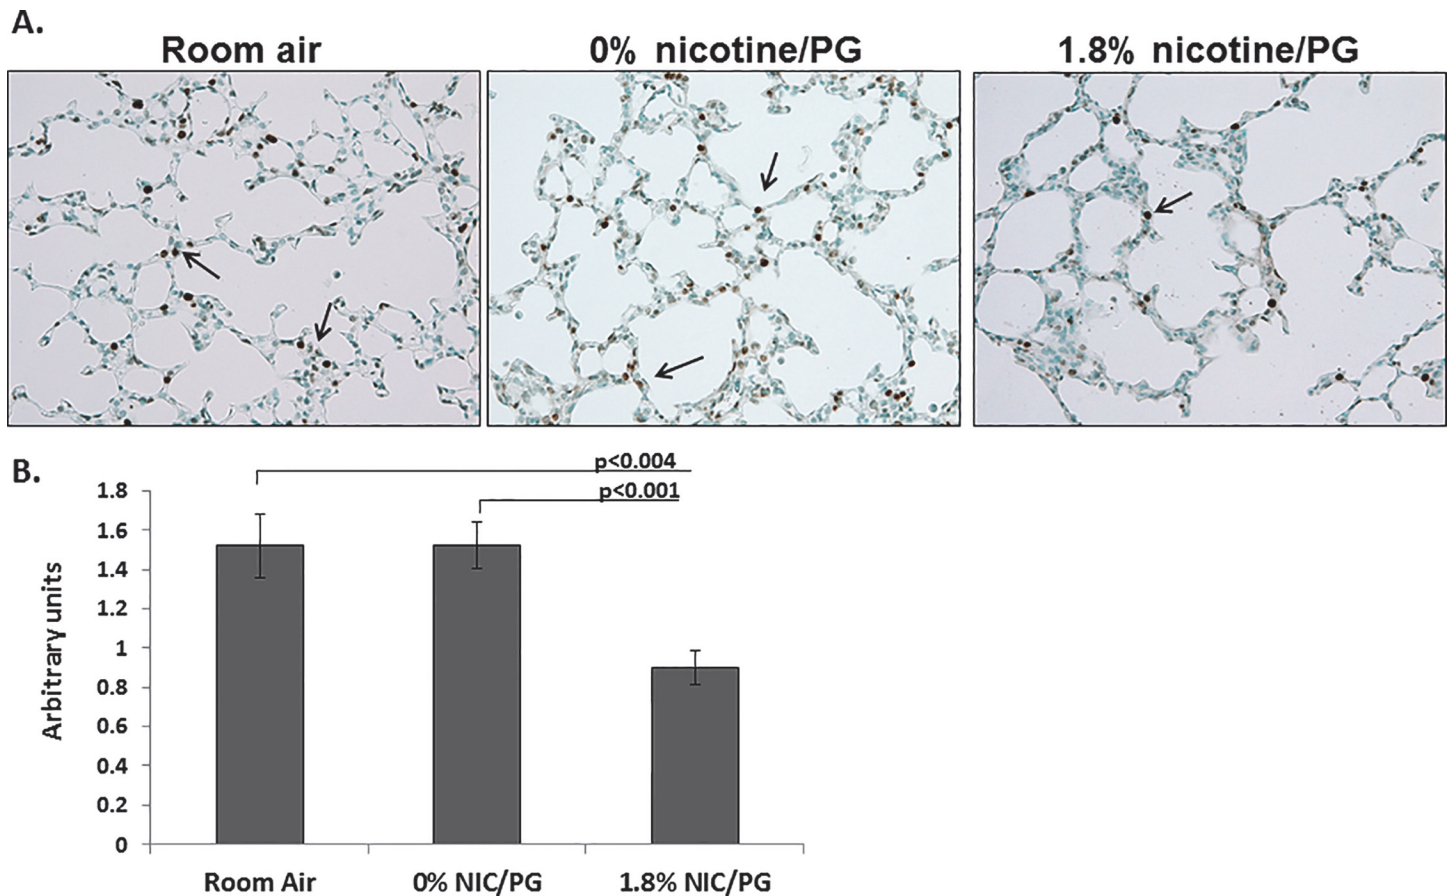 A.
Room air
0% nicotine/PG
1.8% nicotine/PG
B.
p<0.004
p<0.001
1.8
1.6
1.4
1.2
1
0.8
0.6
0.4
0.2
0
Arbitrary units
Room Air
0% NIC/PG
1.8% NIC/PG